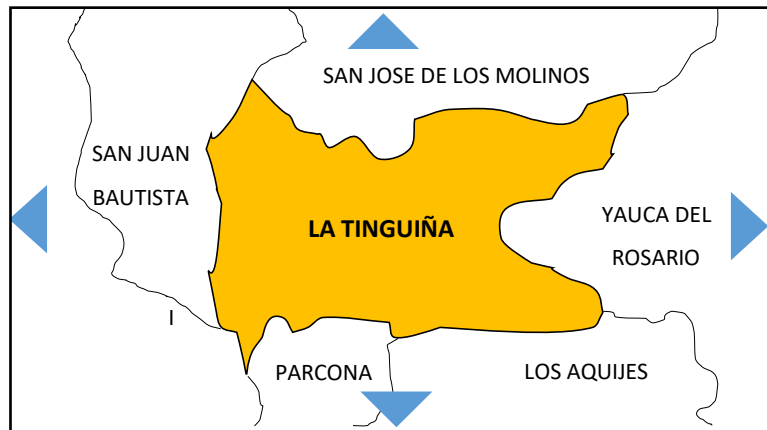 SAN JOSE DE LOS MOLINOS
SAN JUAN
BAUTISTA
LA TINGUIÑA
YAUCA DEL
ROSARIO
I
PARCONA
LOS AQUIJES